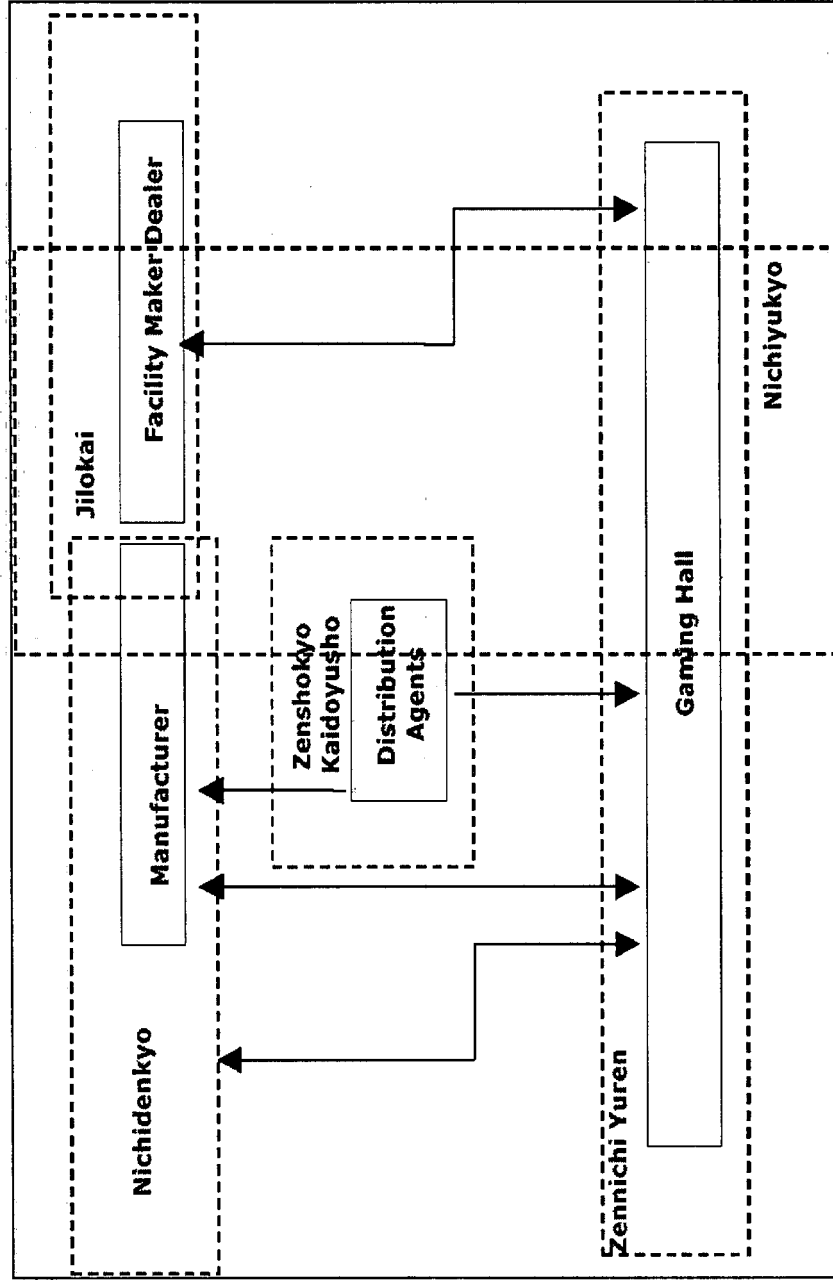 Jilokai
Facility Maker Dealer
Nichidenkyo
Manufacturer
Zenshokyo
Kaidoyusho
Distribution
Agents
Zennichi Yuren
Gaming Hall
Nichiyukyo